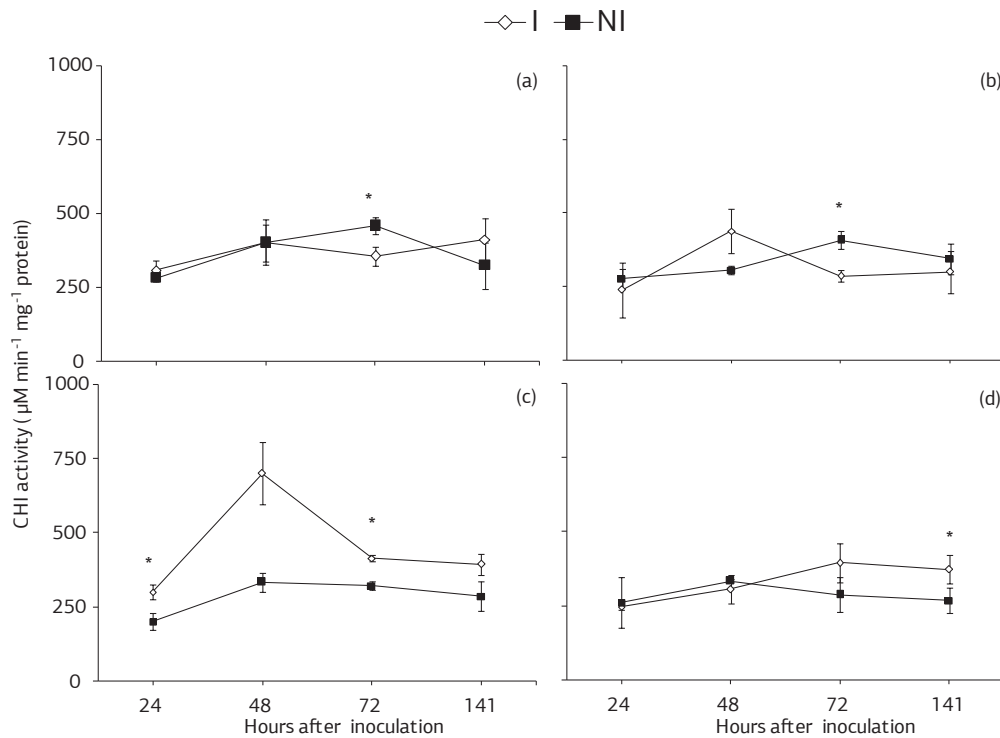 I NI
CHI activity ( µM min⁻¹ mg⁻¹ protein)
1000
750
500
250
0
(a)
*
(b)
*
1000
750
500
250
0
(c)
*
*
24 48 72 141
Hours after inoculation
(d)
*
24 48 72 141
Hours after inoculation